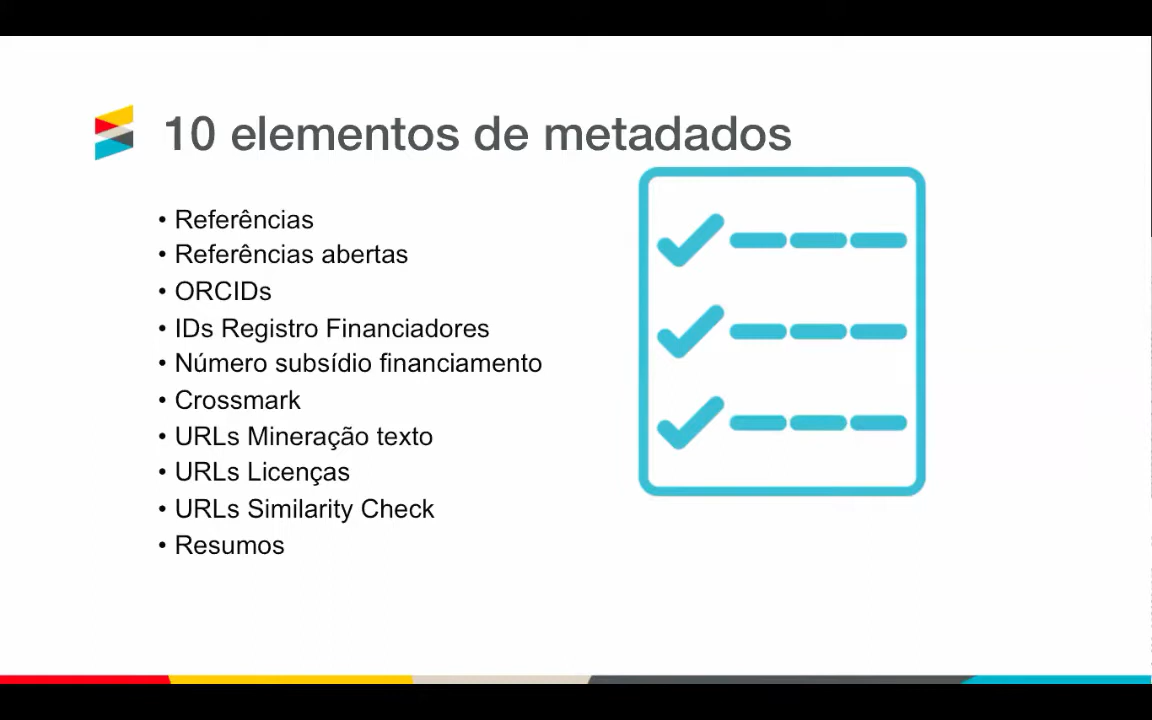 10 elementos de metadados
• Referências
• Referências abertas
• ORCIDs
• IDs Registro Financiadores
• Número subsídio financiamento
• Crossmark
• URLs Mineração texto
• URLs Licenças
• URLs Similarity Check
• Resumos